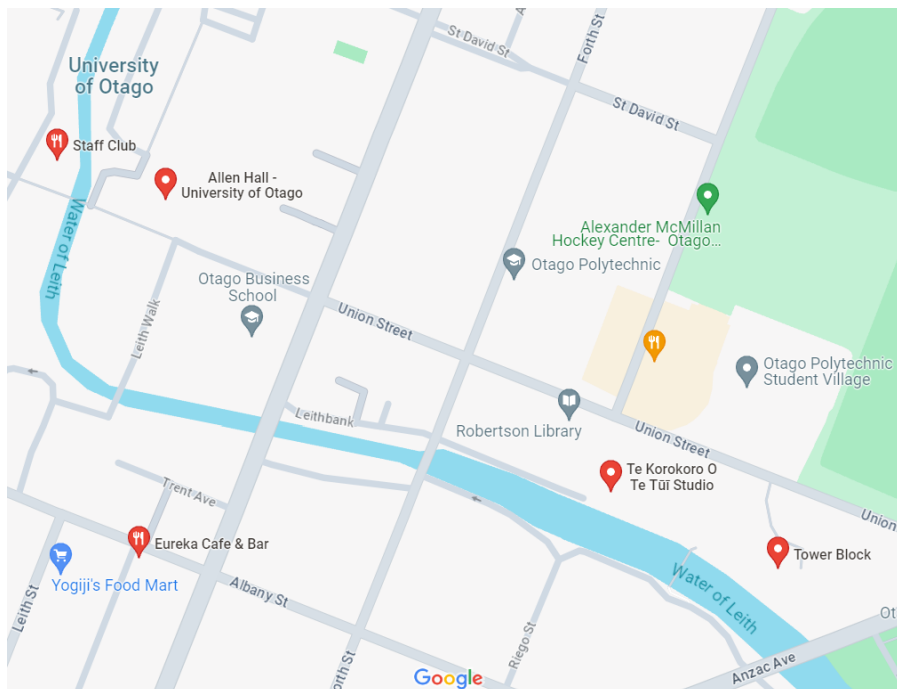 St David St
Forth St
University
of Otago
St David St
Staff Club
Allen Hall -
University of Otago
Water of Leith
Alexander McMillan
Hockey Centre- Otago...
Otago Polytechnic
Otago Business
School
Union Street
Leith Walk
Otago Polytechnic
Student Village
Leithbank
Robertson Library
Union Street
Te Korokoro O
Te Tūī Studio
Trent Ave
Union
Eureka Cafe & Bar
Tower Block
Yogiji's Food Mart
Leith St
Albany St
Water of Leith
Ot
Riego St
Forth St
Anzac Ave
Google